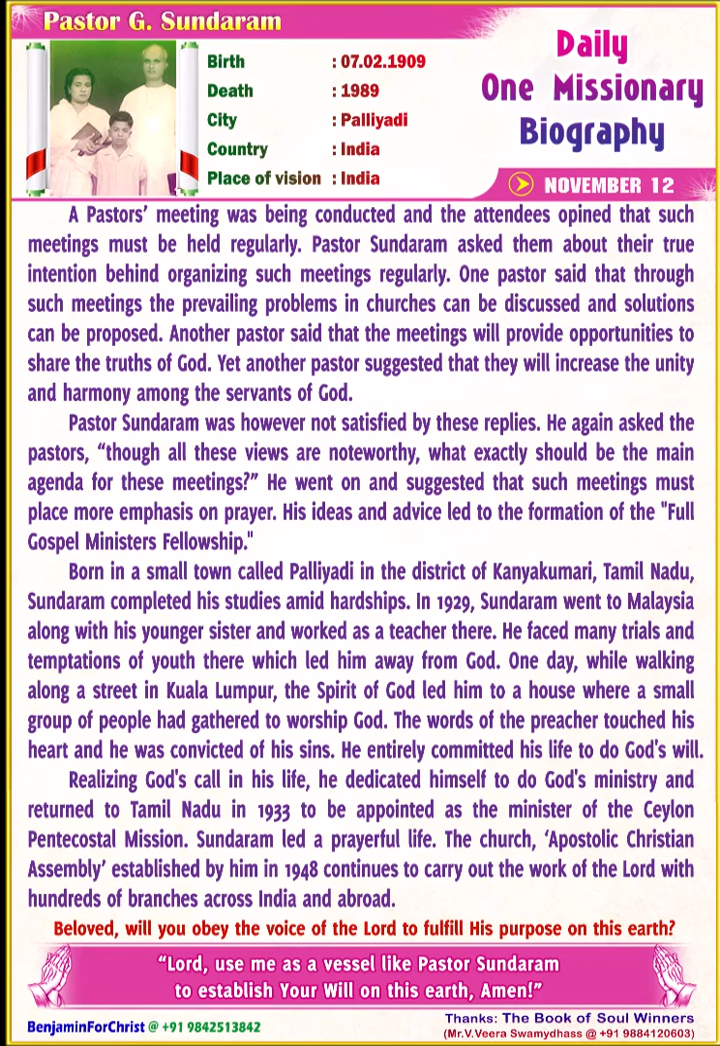 Pastor G. Sundaram
Daily
One Missionary
Biography
Birth : 07.02.1909
Death : 1989
City : Palliyadi
Country : India
Place of vision : India
NOVEMBER 12
A Pastors’ meeting was being conducted and the attendees opined that such
meetings must be held regularly. Pastor Sundaram asked them about their true
intention behind organizing such meetings regularly. One pastor said that through
such meetings the prevailing problems in churches can be discussed and solutions
can be proposed. Another pastor said that the meetings will provide opportunities to
share the truths of God. Yet another pastor suggested that they will increase the unity
and harmony among the servants of God.
Pastor Sundaram was however not satisfied by these replies. He again asked the
pastors, “though all these views are noteworthy, what exactly should be the main
agenda for these meetings?” He went on and suggested that such meetings must
place more emphasis on prayer. His ideas and advice led to the formation of the "Full
Gospel Ministers Fellowship."
Born in a small town called Palliyadi in the district of Kanyakumari, Tamil Nadu,
Sundaram completed his studies amid hardships. In 1929, Sundaram went to Malaysia
along with his younger sister and worked as a teacher there. He faced many trials and
temptations of youth there which led him away from God. One day, while walking
along a street in Kuala Lumpur, the Spirit of God led him to a house where a small
group of people had gathered to worship God. The words of the preacher touched his
heart and he was convicted of his sins. He entirely committed his life to do God's will.
Realizing God's call in his life, he dedicated himself to do God's ministry and
returned to Tamil Nadu in 1933 to be appointed as the minister of the Ceylon
Pentecostal Mission. Sundaram led a prayerful life. The church, ‘Apostolic Christian
Assembly’ established by him in 1948 continues to carry out the work of the Lord with
hundreds of branches across India and abroad.
Beloved, will you obey the voice of the Lord to fulfill His purpose on this earth?
“Lord, use me as a vessel like Pastor Sundaram
to establish Your Will on this earth, Amen!”
BenjaminForChrist @ +91 9842513842
Thanks: The Book of Soul Winners
(Mr.V.Veera Swamydhass @ +91 9884120603)